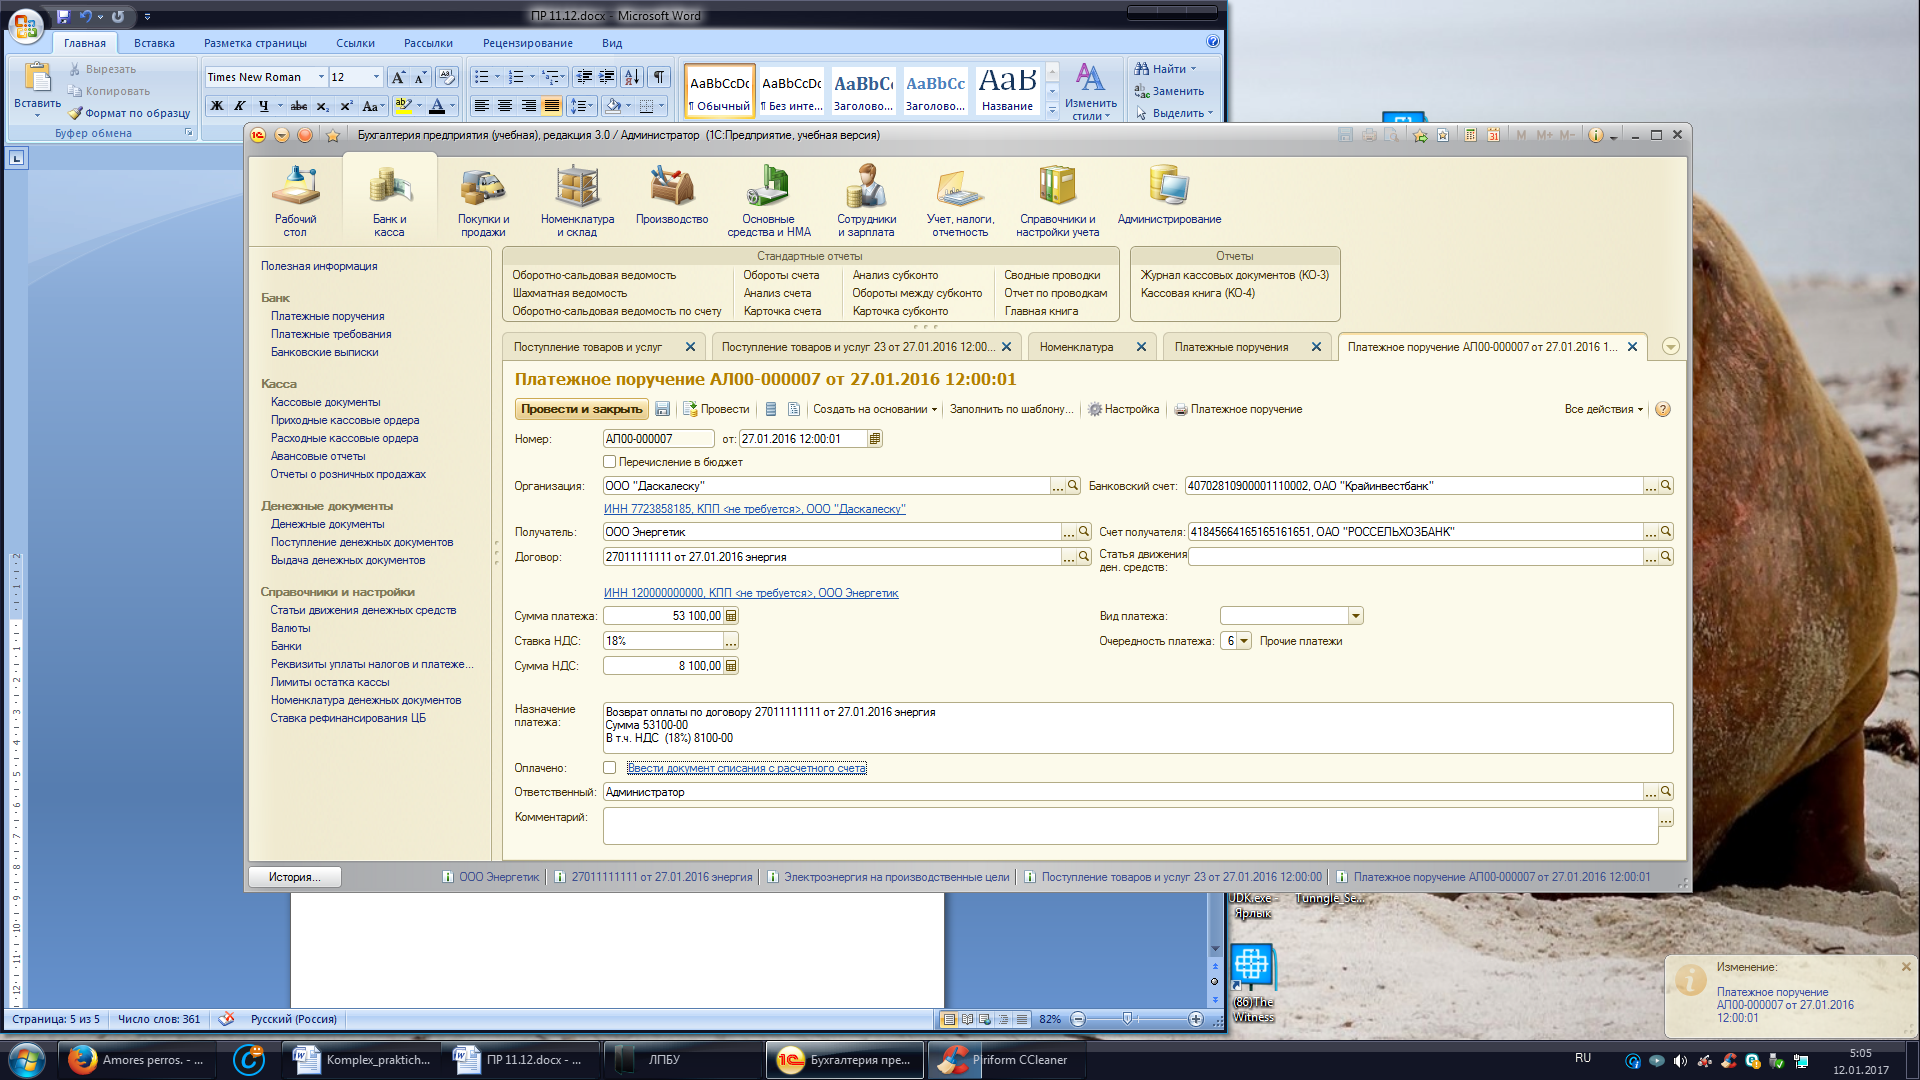 ПР 11.12.docx - Microsoft Word
Главная Вставка Разметка страницы Ссылки Рассылки Рецензирование Вид
Вставить
Вырезать
Копировать
Формат по образцу
Буфер обмена
Times New Roman 12
Ж К Ч abc x₂ x² Aa
AaBbCcDc AaBbCcDc AaBbC AaBbCc AaB
¶ Обычный ¶ Без инте... Заголово... Заголово... Название
Изменить стили
Найти
Заменить
Выделить
Бухгалтерия предприятия (учебная), редакция 3.0 / Администратор (1С:Предприятие, учебная версия)
M M+ M-
Рабочий стол
Банк и касса
Покупки и продажи
Номенклатура и склад
Производство
Основные средства и НМА
Сотрудники и зарплата
Учет, налоги, отчетность
Справочники и настройки учета
Администрирование
Полезная информация
Банк
Платежные поручения
Платежные требования
Банковские выписки
Касса
Кассовые документы
Приходные кассовые ордера
Расходные кассовые ордера
Авансовые отчеты
Отчеты о розничных продажах
Денежные документы
Денежные документы
Поступление денежных документов
Выдача денежных документов
Справочники и настройки
Статьи движения денежных средств
Валюты
Банки
Реквизиты уплаты налогов и платеже...
Лимиты остатка кассы
Номенклатура денежных документов
Ставка рефинансирования ЦБ
Стандартные отчеты
Оборотно-сальдовая ведомость Обороты счета Анализ субконто Сводные проводки
Шахматная ведомость Анализ счета Обороты между субконто Отчет по проводкам
Оборотно-сальдовая ведомость по счету Карточка счета Карточка субконто Главная книга
Отчеты
Журнал кассовых документов (КО-3)
Кассовая книга (КО-4)
Поступление товаров и услуг Поступление товаров и услуг 23 от 27.01.2016 12:00... Номенклатура Платежные поручения Платежное поручение АЛ00-000007 от 27.01.2016 1...
Платежное поручение АЛ00-000007 от 27.01.2016 12:00:01
Провести и закрыть Провести Создать на основании Заполнить по шаблону... Настройка Платежное поручение Все действия
Номер: АЛ00-000007 от: 27.01.2016 12:00:01
Перечисление в бюджет
Организация: ООО "Даскалеску" Банковский счет: 40702810900001110002, ОАО "Крайинвестбанк"
ИНН 7723858185, КПП <не требуется>, ООО "Даскалеску"
Получатель: ООО Энергетик Счет получателя: 41845664165165161651, ОАО "РОССЕЛЬХОЗБАНК"
Договор: 27011111111 от 27.01.2016 энергия Статья движения ден. средств:
ИНН 120000000000, КПП <не требуется>, ООО Энергетик
Сумма платежа: 53 100,00 Вид платежа:
Ставка НДС: 18% Очередность платежа: 6 Прочие платежи
Сумма НДС: 8 100,00
Назначение платежа:
Возврат оплаты по договору 27011111111 от 27.01.2016 энергия
Сумма 53100-00
В т.ч. НДС (18%) 8100-00
Оплачено: Ввести документ списания с расчетного счета
Ответственный: Администратор
Комментарий:
История... ООО Энергетик 27011111111 от 27.01.2016 энергия Электроэнергия на производственные цели Поступление товаров и услуг 23 от 27.01.2016 12:00:00 Платежное поручение АЛ00-000007 от 27.01.2016 12:00:01
UDK.exe - Ярлык
Tunngle_Se...
(86)The Witness
Изменение:
Платежное поручение
АЛ00-000007 от 27.01.2016
12:00:01
Страница: 5 из 5 Число слов: 361 Русский (Россия) 82%
Amores perros. - ... Komplex_praktich... ПР 11.12.docx - ... ЛПБУ Бухгалтерия пре... Piriform CCleaner
RU
5:05
12.01.2017